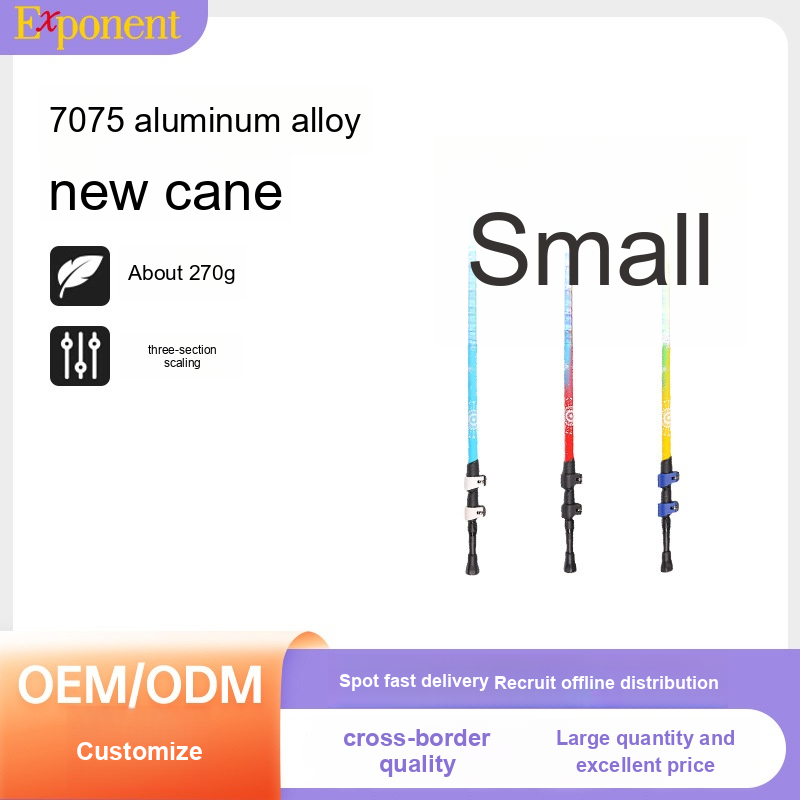 Exponent
7075 aluminum alloy
new cane
About 270g
three-section
scaling
Small
OEM/ODM
Customize
Spot fast delivery Recruit offline distribution
cross-border
quality
Large quantity and
excellent price